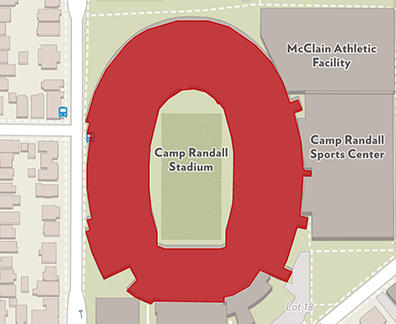 McClain Athletic
Facility
Camp Randall
Sports Center
Camp Randall
Stadium
Lot 18